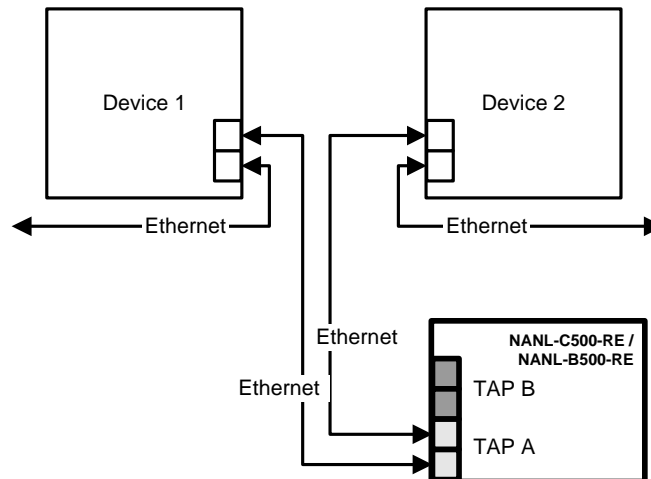 Device 1
Device 2
Ethernet
Ethernet
Ethernet
NANL-C500-RE /
NANL-B500-RE
TAP B
Ethernet
TAP A